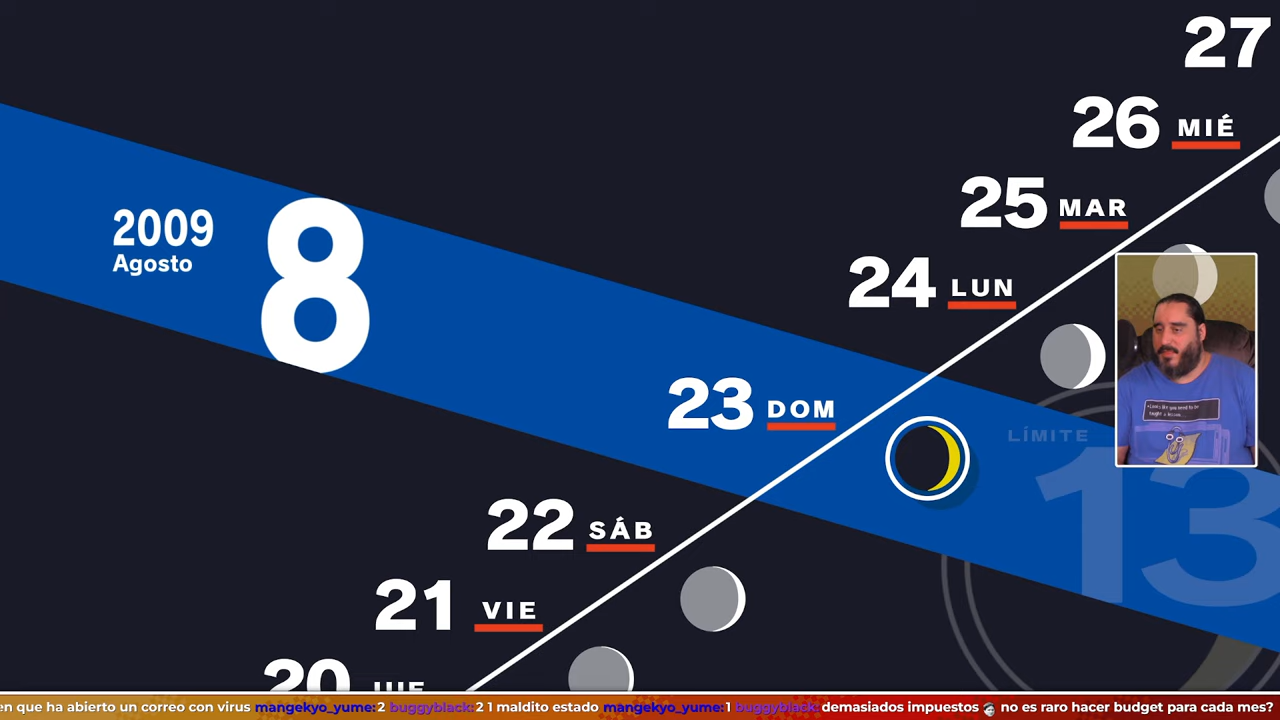 27
26 MIÉ
25 MAR
24 LUN
23 DOM
22 SÁB
21 VIE
20 JUE
2009
Agosto
8
LÍMITE
13
en que ha abierto un correo con virus mangekyo_yume: 2 buggyblack: 2 1 maldito estado mangekyo_yume: 1 buggyblack: demasiados impuestos no es raro hacer budget para cada mes?